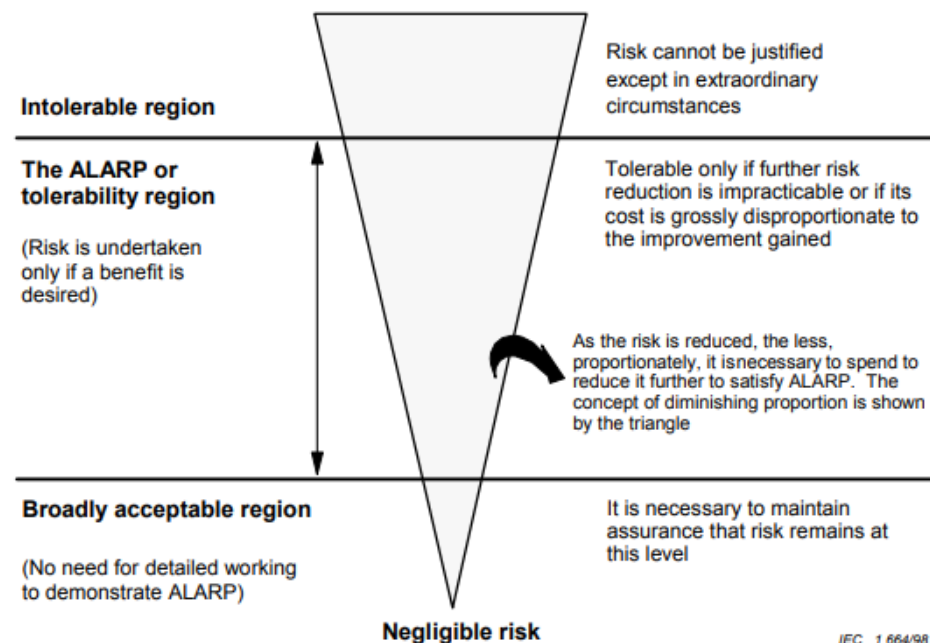 Risk cannot be justified
except in extraordinary
circumstances
Intolerable region
The ALARP or
tolerability region
(Risk is undertaken
only if a benefit is
desired)
Tolerable only if further risk
reduction is impracticable or if its
cost is grossly disproportionate to
the improvement gained
As the risk is reduced, the less,
proportionately, it isnecessary to spend to
reduce it further to satisfy ALARP. The
concept of diminishing proportion is shown
by the triangle
Broadly acceptable region
(No need for detailed working
to demonstrate ALARP)
It is necessary to maintain
assurance that risk remains at
this level
Negligible risk
IEC 1 664/98